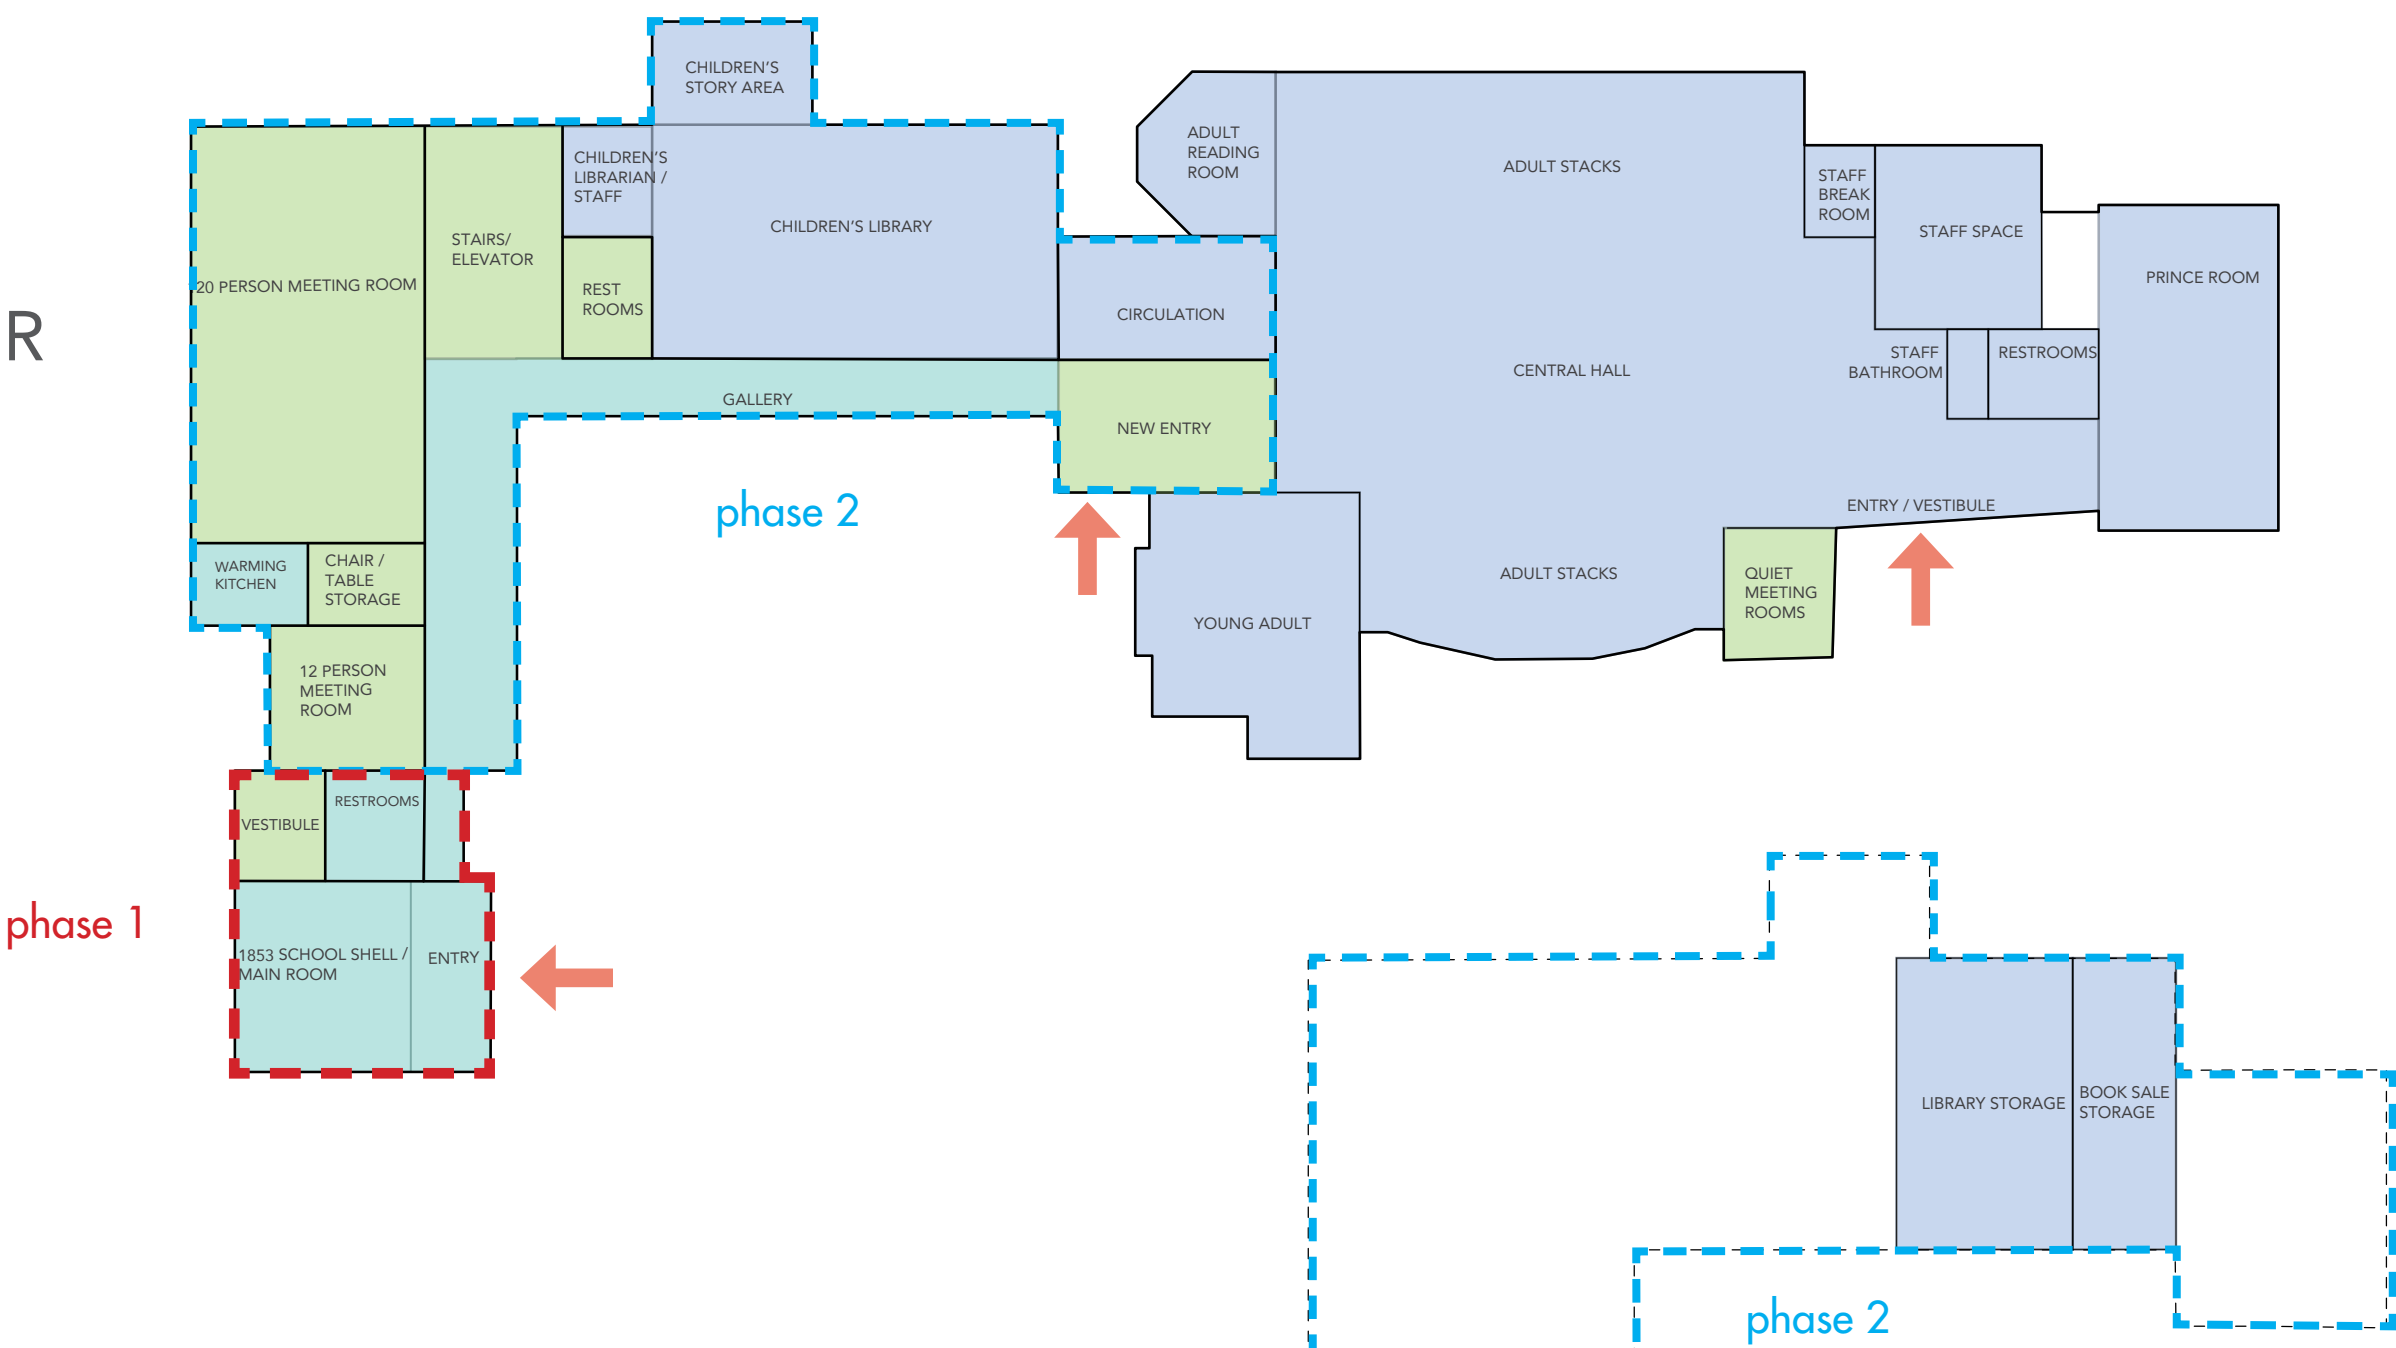 CHILDREN'S
STORY AREA
ADULT
READING
ROOM
ADULT STACKS
CHILDREN'S
LIBRARIAN /
STAFF
STAFF
BREAK
ROOM
CHILDREN'S LIBRARY
STAIRS/
ELEVATOR
STAFF SPACE
20 PERSON MEETING ROOM
REST
ROOMS
PRINCE ROOM
R
CIRCULATION
STAFF
BATHROOM
RESTROOMS
CENTRAL HALL
GALLERY
NEW ENTRY
phase 2
ENTRY / VESTIBULE
WARMING
KITCHEN
CHAIR /
TABLE
STORAGE
ADULT STACKS
QUIET
MEETING
ROOMS
YOUNG ADULT
12 PERSON
MEETING
ROOM
RESTROOMS
VESTIBULE
phase 1
1853 SCHOOL SHELL /
MAIN ROOM
ENTRY
LIBRARY STORAGE
BOOK SALE
STORAGE
phase 2